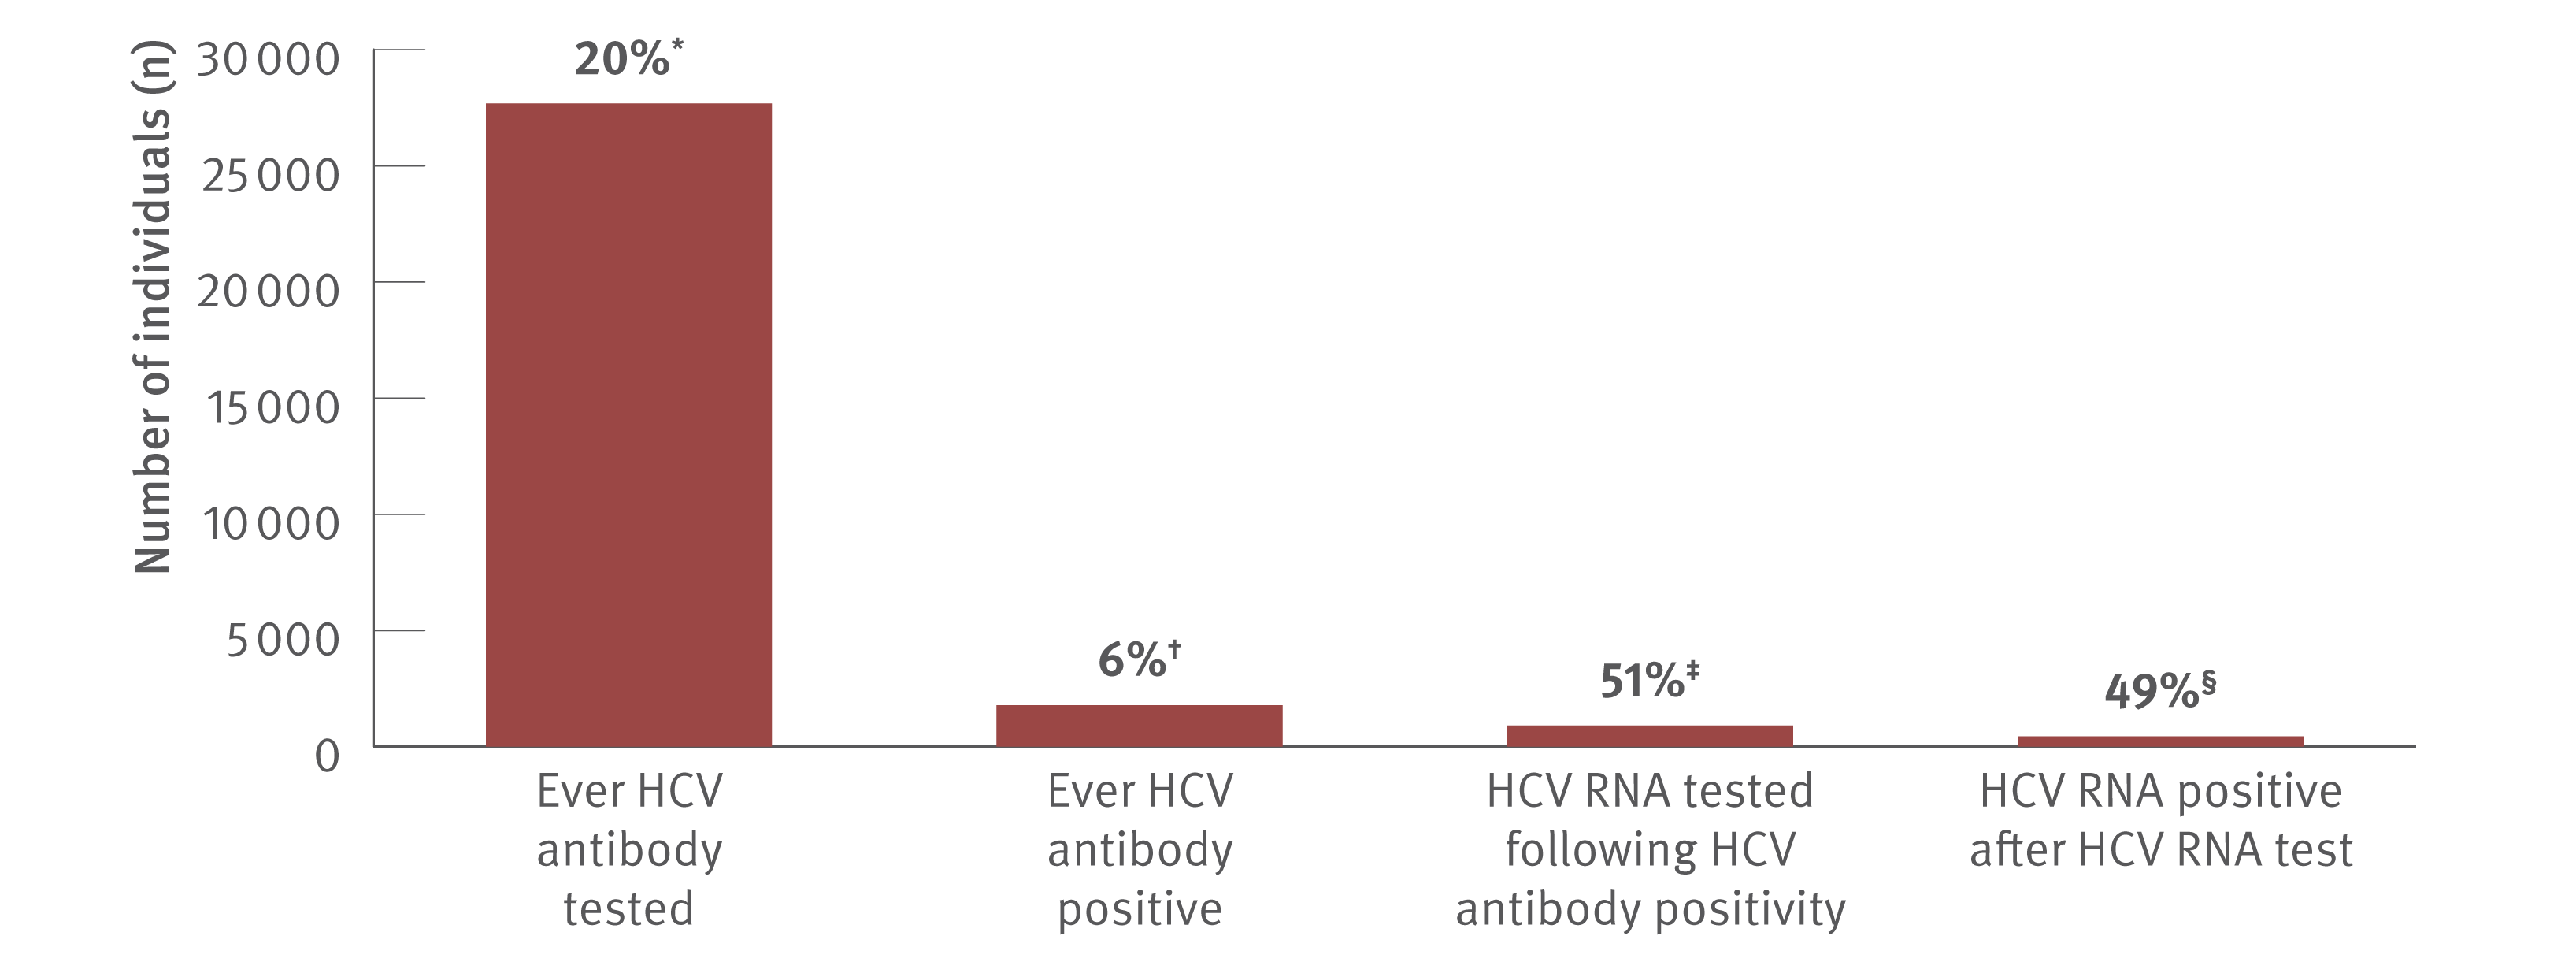 Number of individuals (n)
30 000
25 000
20 000
15 000
10 000
5 000
0
20%*
6%†
51%‡
49%§
Ever HCV
antibody
tested
Ever HCV
antibody
positive
HCV RNA tested
following HCV
antibody positivity
HCV RNA positive
after HCV RNA test